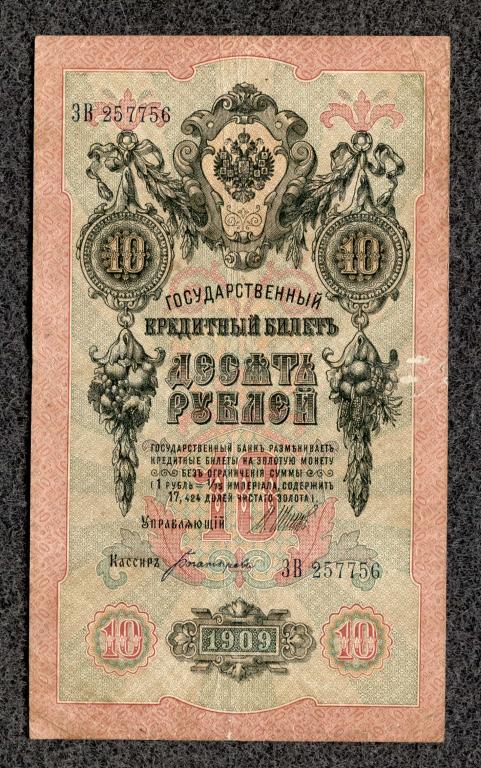 ЗВ 257756
10 10
ГОСУДАРСТВЕННЫЙ
КРЕДИТНЫЙ БИЛЕТЪ
ДЕСЯТЬ
РУБЛЕЙ
ГОСУДАРСТВЕННЫЙ БАНКЪ РАЗМѢНИВАЕТЪ
КРЕДИТНЫЕ БИЛЕТЫ НА ЗОЛОТУЮ МОНЕТУ
БЕЗЪ ОГРАНИЧЕНІЯ СУММЫ
(1 РУБЛЬ = 1/15 ИМПЕРІАЛА, СОДЕРЖИТЪ
17,424 ДОЛЕЙ ЧИСТАГО ЗОЛОТА).
10
УПРАВЛЯЮЩІЙ
КАССИРЪ
ЗВ 257756
10 1909 10